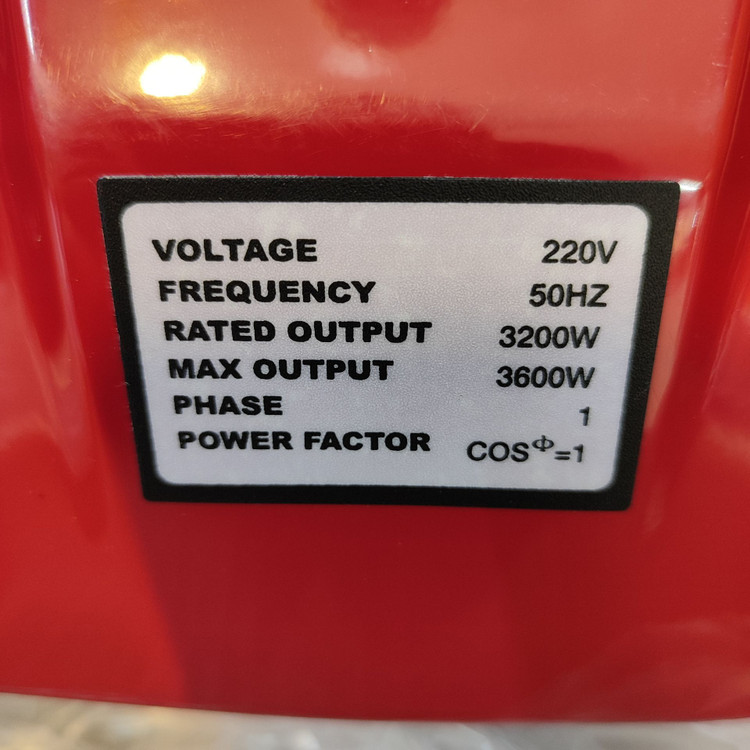 VOLTAGE 220V
FREQUENCY 50HZ
RATED OUTPUT 3200W
MAX OUTPUT 3600W
PHASE 1
POWER FACTOR COSΦ=1